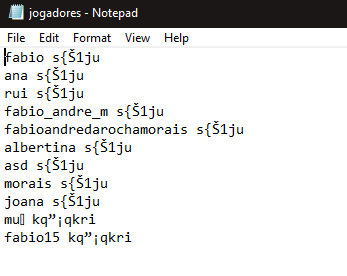 jogadores - Notepad
File Edit Format View Help
fabio s{Š1ju
ana s{Š1ju
rui s{Š1ju
fabio_andre_m s{Š1ju
fabioandredarochamorais s{Š1ju
albertina s{Š1ju
asd s{Š1ju
morais s{Š1ju
joana s{Š1ju
mu▯ kq”¡qkri
fabio15 kq”¡qkri